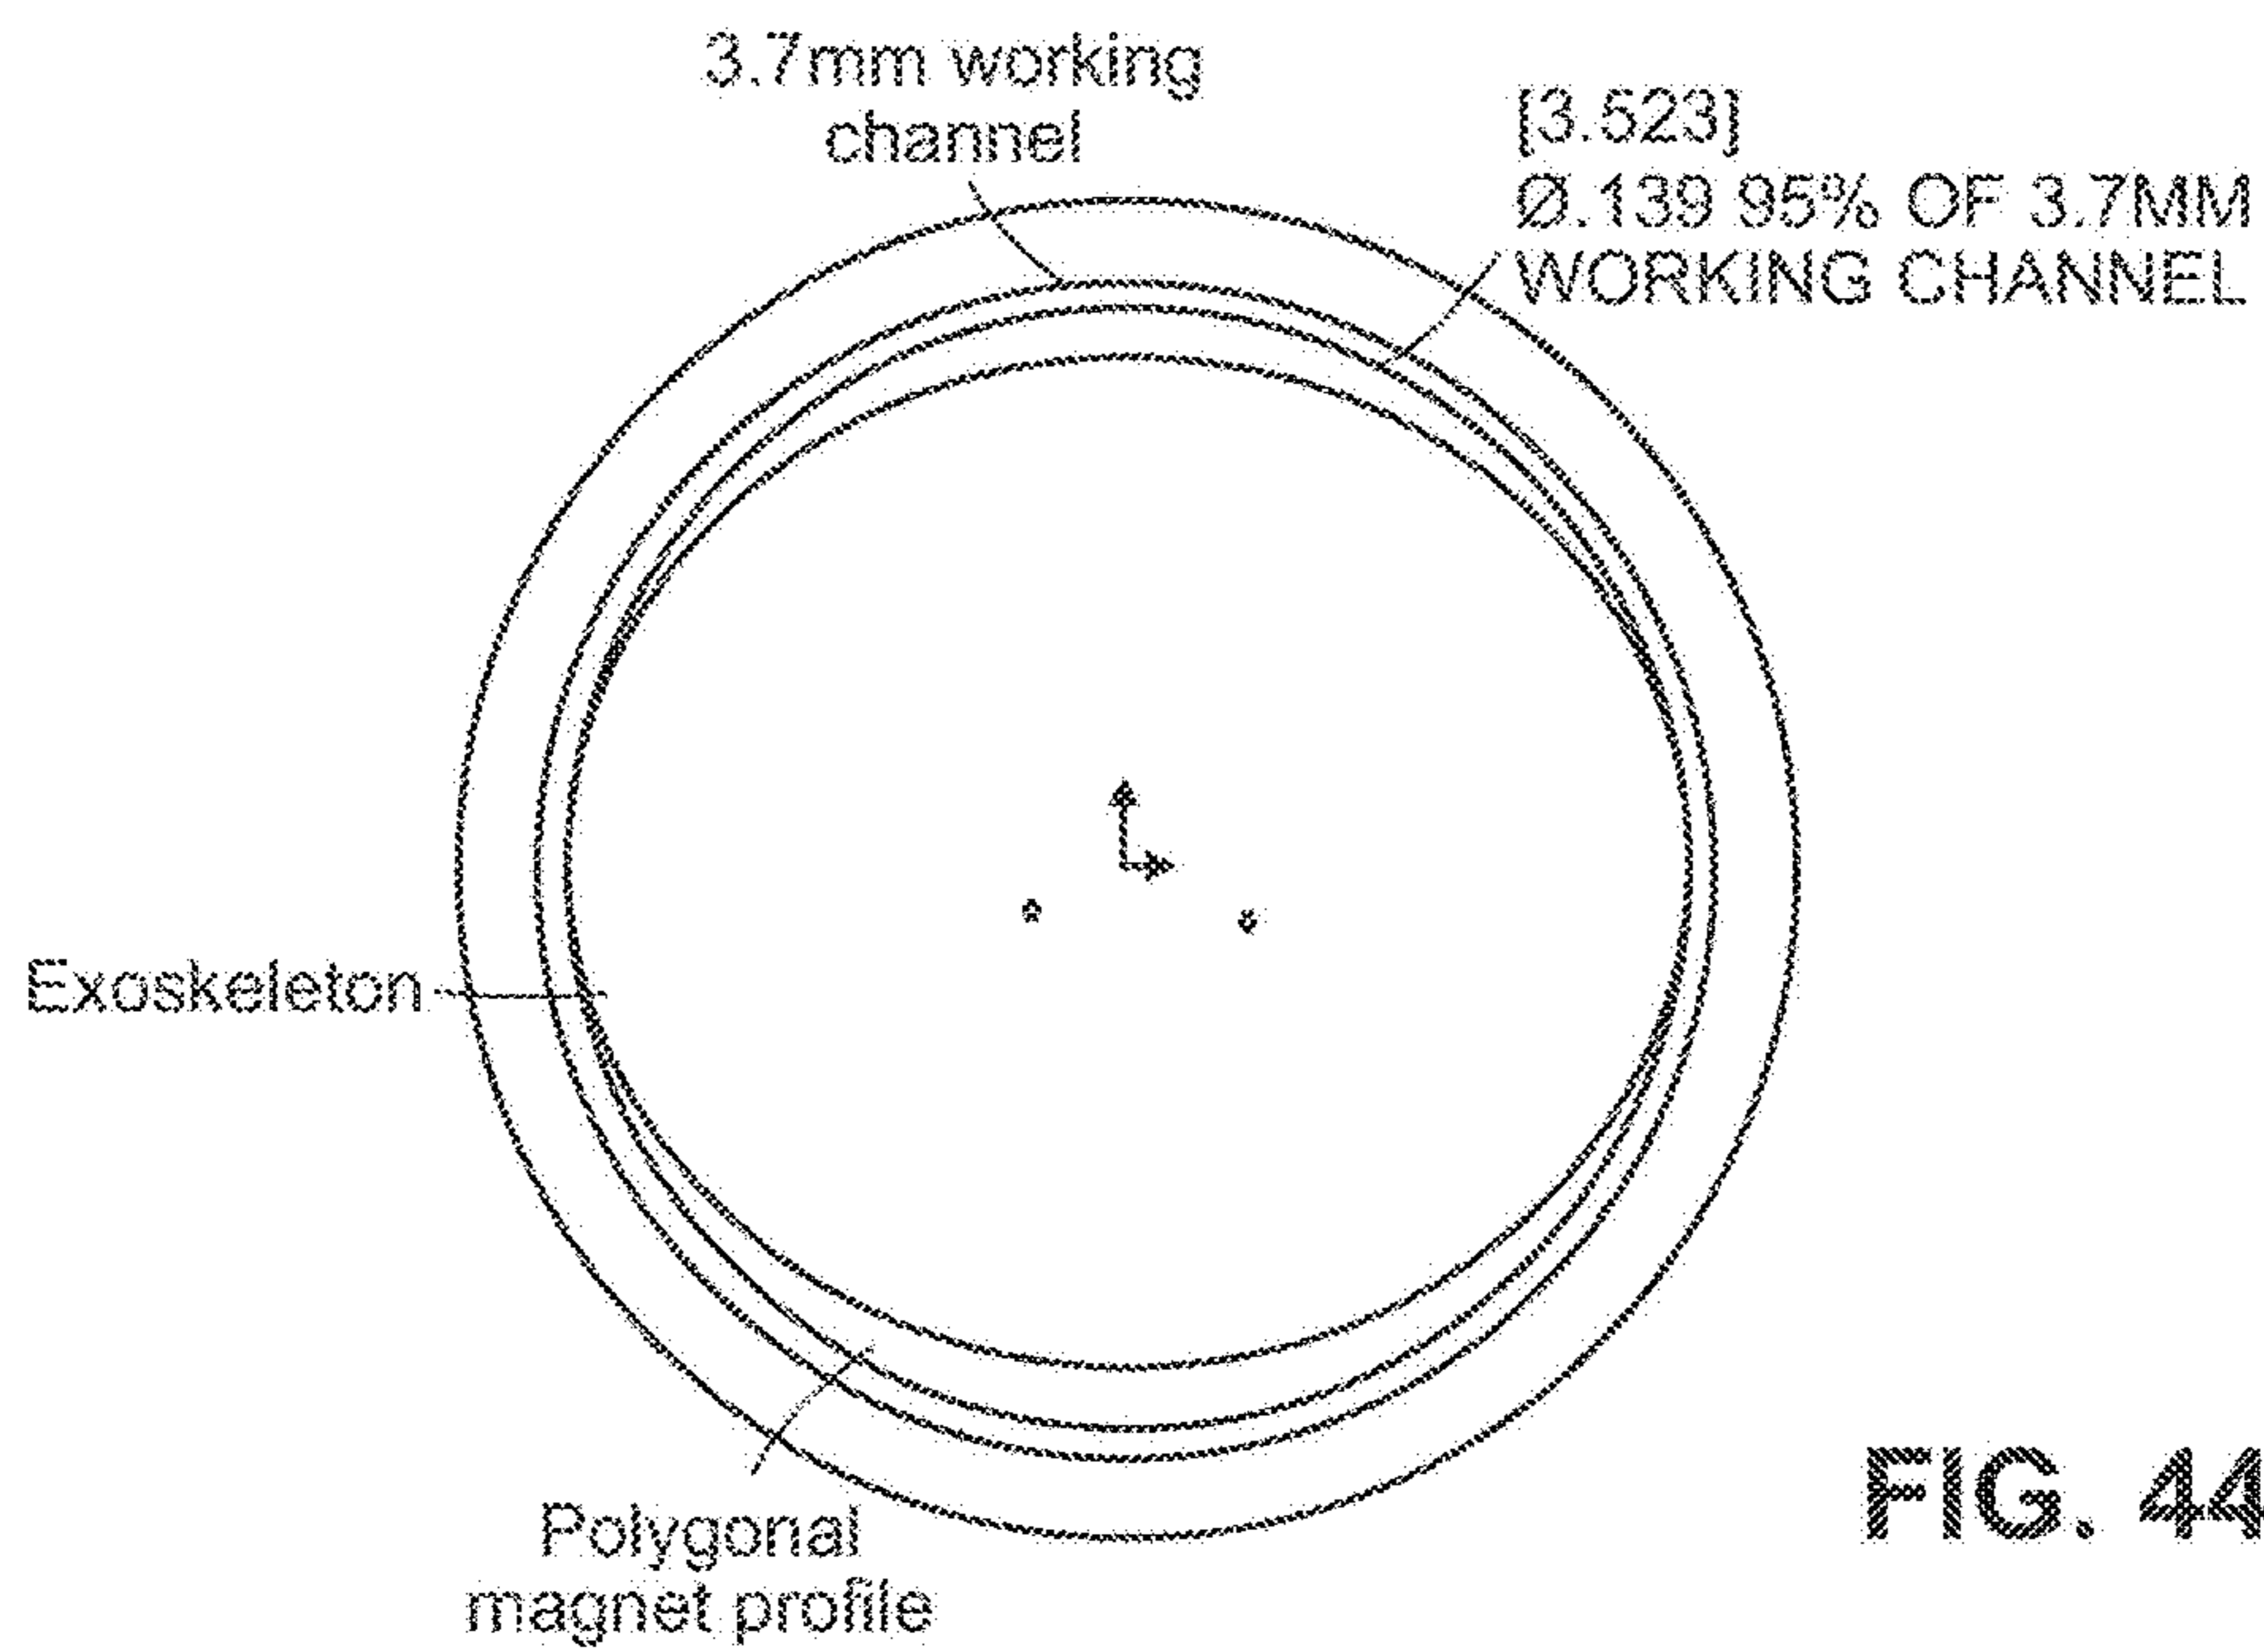 3.7mm working
channel
[3.523]
Ø.139 95% OF 3.7MM
WORKING CHANNEL
Exoskeleton
Polygonal
magnet profile
FIG. 44